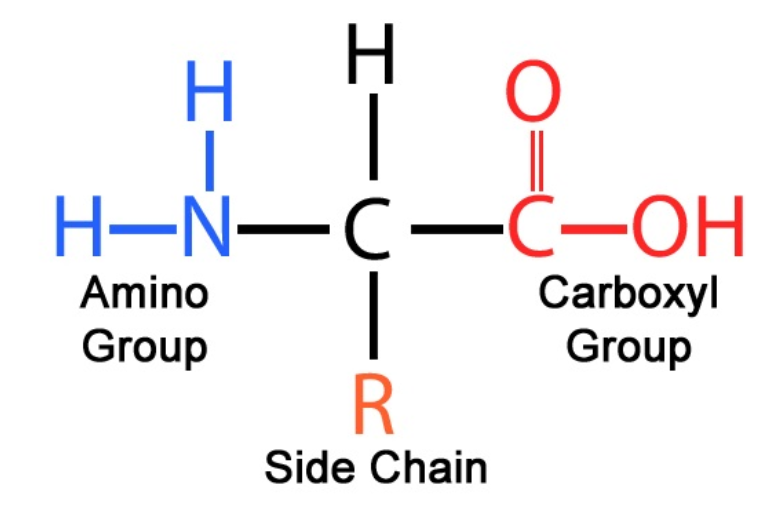 H
H
O
H—N—C—C—OH
Amino
Group
Carboxyl
Group
R
Side Chain